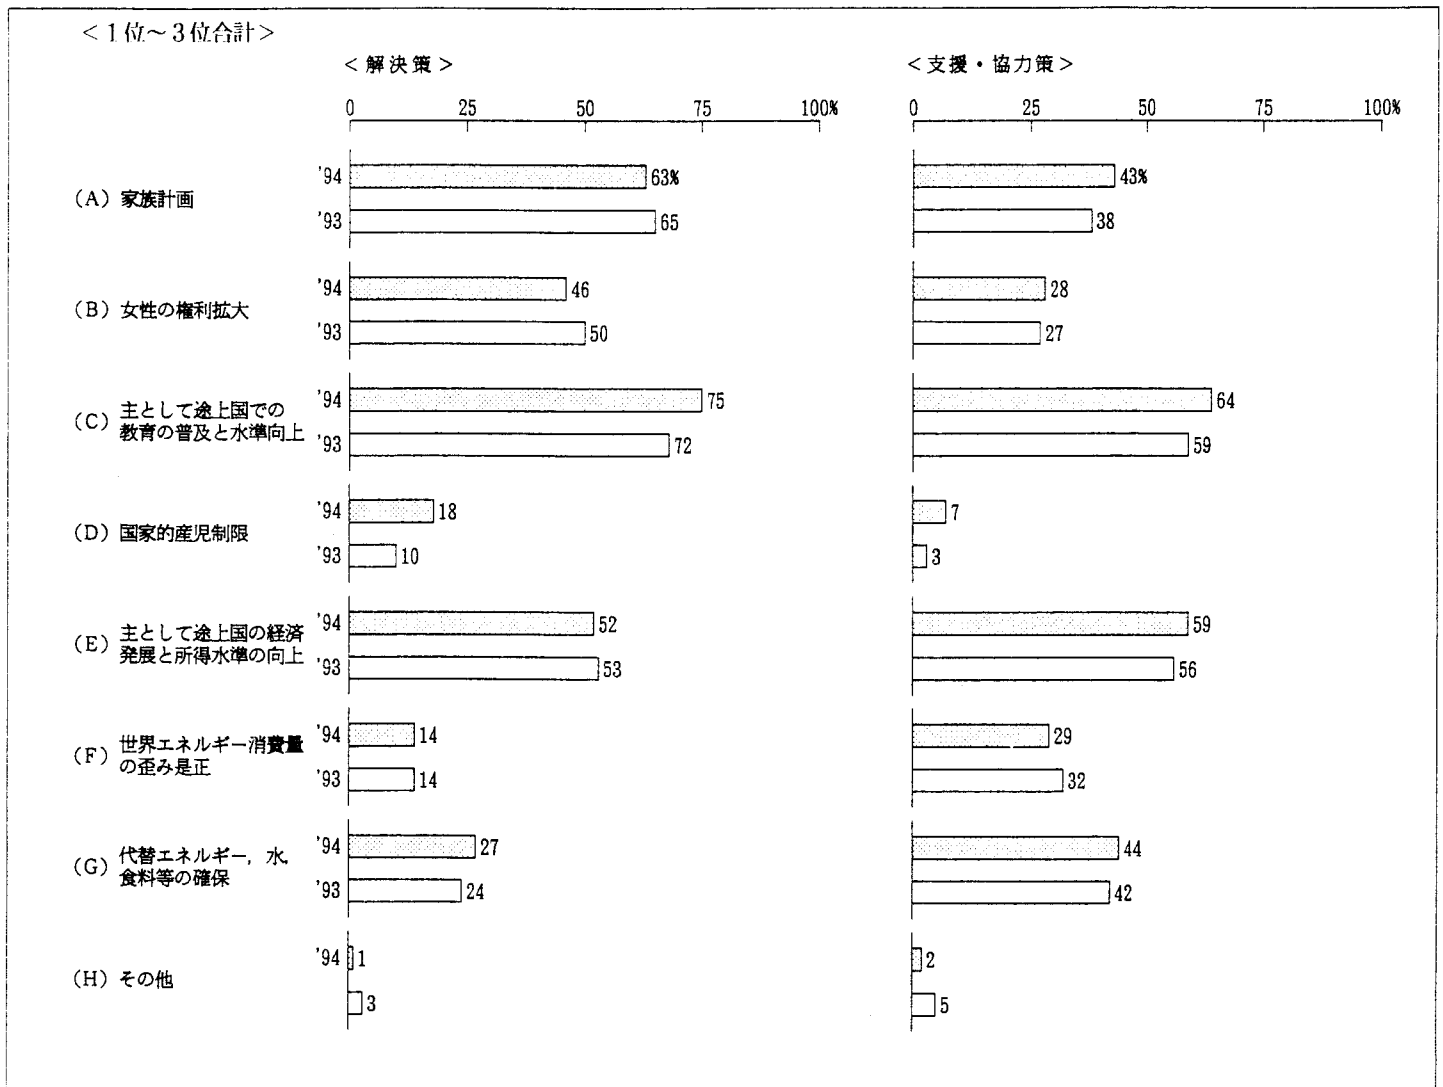 ＜１位～３位合計＞
＜解決策＞ ＜支援・協力策＞
0 25 50 75 100% 0 25 50 75 100%
(A) 家族計画
'94 63% 43%
'93 65 38
(B) 女性の権利拡大
'94 46 28
'93 50 27
(C) 主として途上国での
教育の普及と水準向上
'94 75 64
'93 72 59
(D) 国家的産児制限
'94 18 7
'93 10 3
(E) 主として途上国の経済
発展と所得水準の向上
'94 52 59
'93 53 56
(F) 世界エネルギー消費量
の歪み是正
'94 14 29
'93 14 32
(G) 代替エネルギー，水，
食料等の確保
'94 27 44
'93 24 42
(H) その他
'94 1 2
3 5